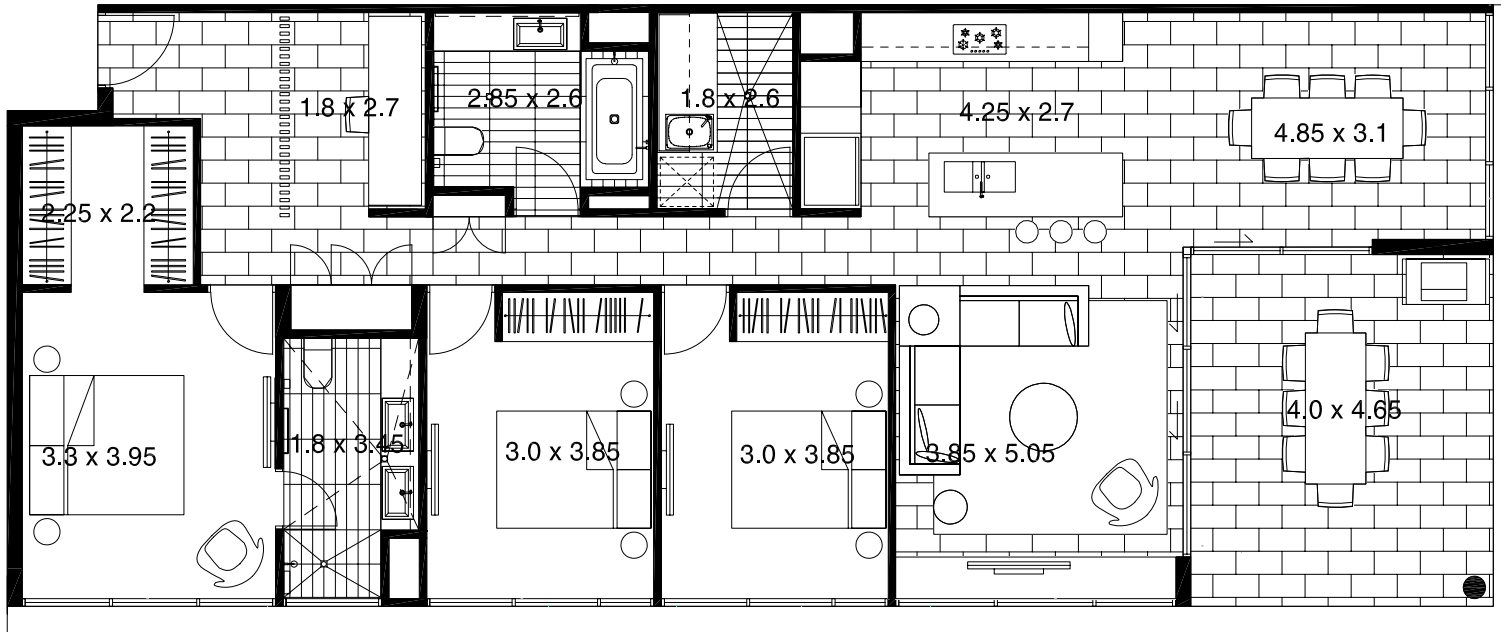 1.8 x 2.7
2.85 x 2.6
1.8 x 2.6
4.25 x 2.7
4.85 x 3.1
2.25 x 2.2
3.3 x 3.95
1.8 x 3.45
3.0 x 3.85
3.0 x 3.85
3.85 x 5.05
4.0 x 4.65